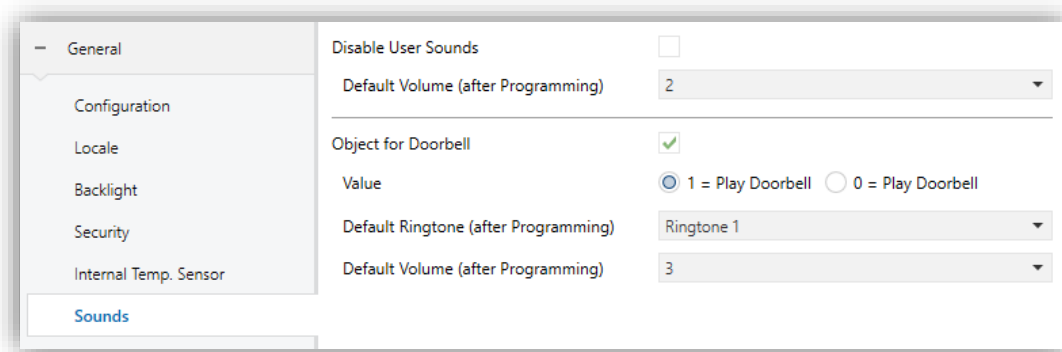 General
Configuration
Locale
Backlight
Security
Internal Temp. Sensor
Sounds
Disable User Sounds
Default Volume (after Programming) 2
Object for Doorbell
Value 1 = Play Doorbell 0 = Play Doorbell
Default Ringtone (after Programming) Ringtone 1
Default Volume (after Programming) 3